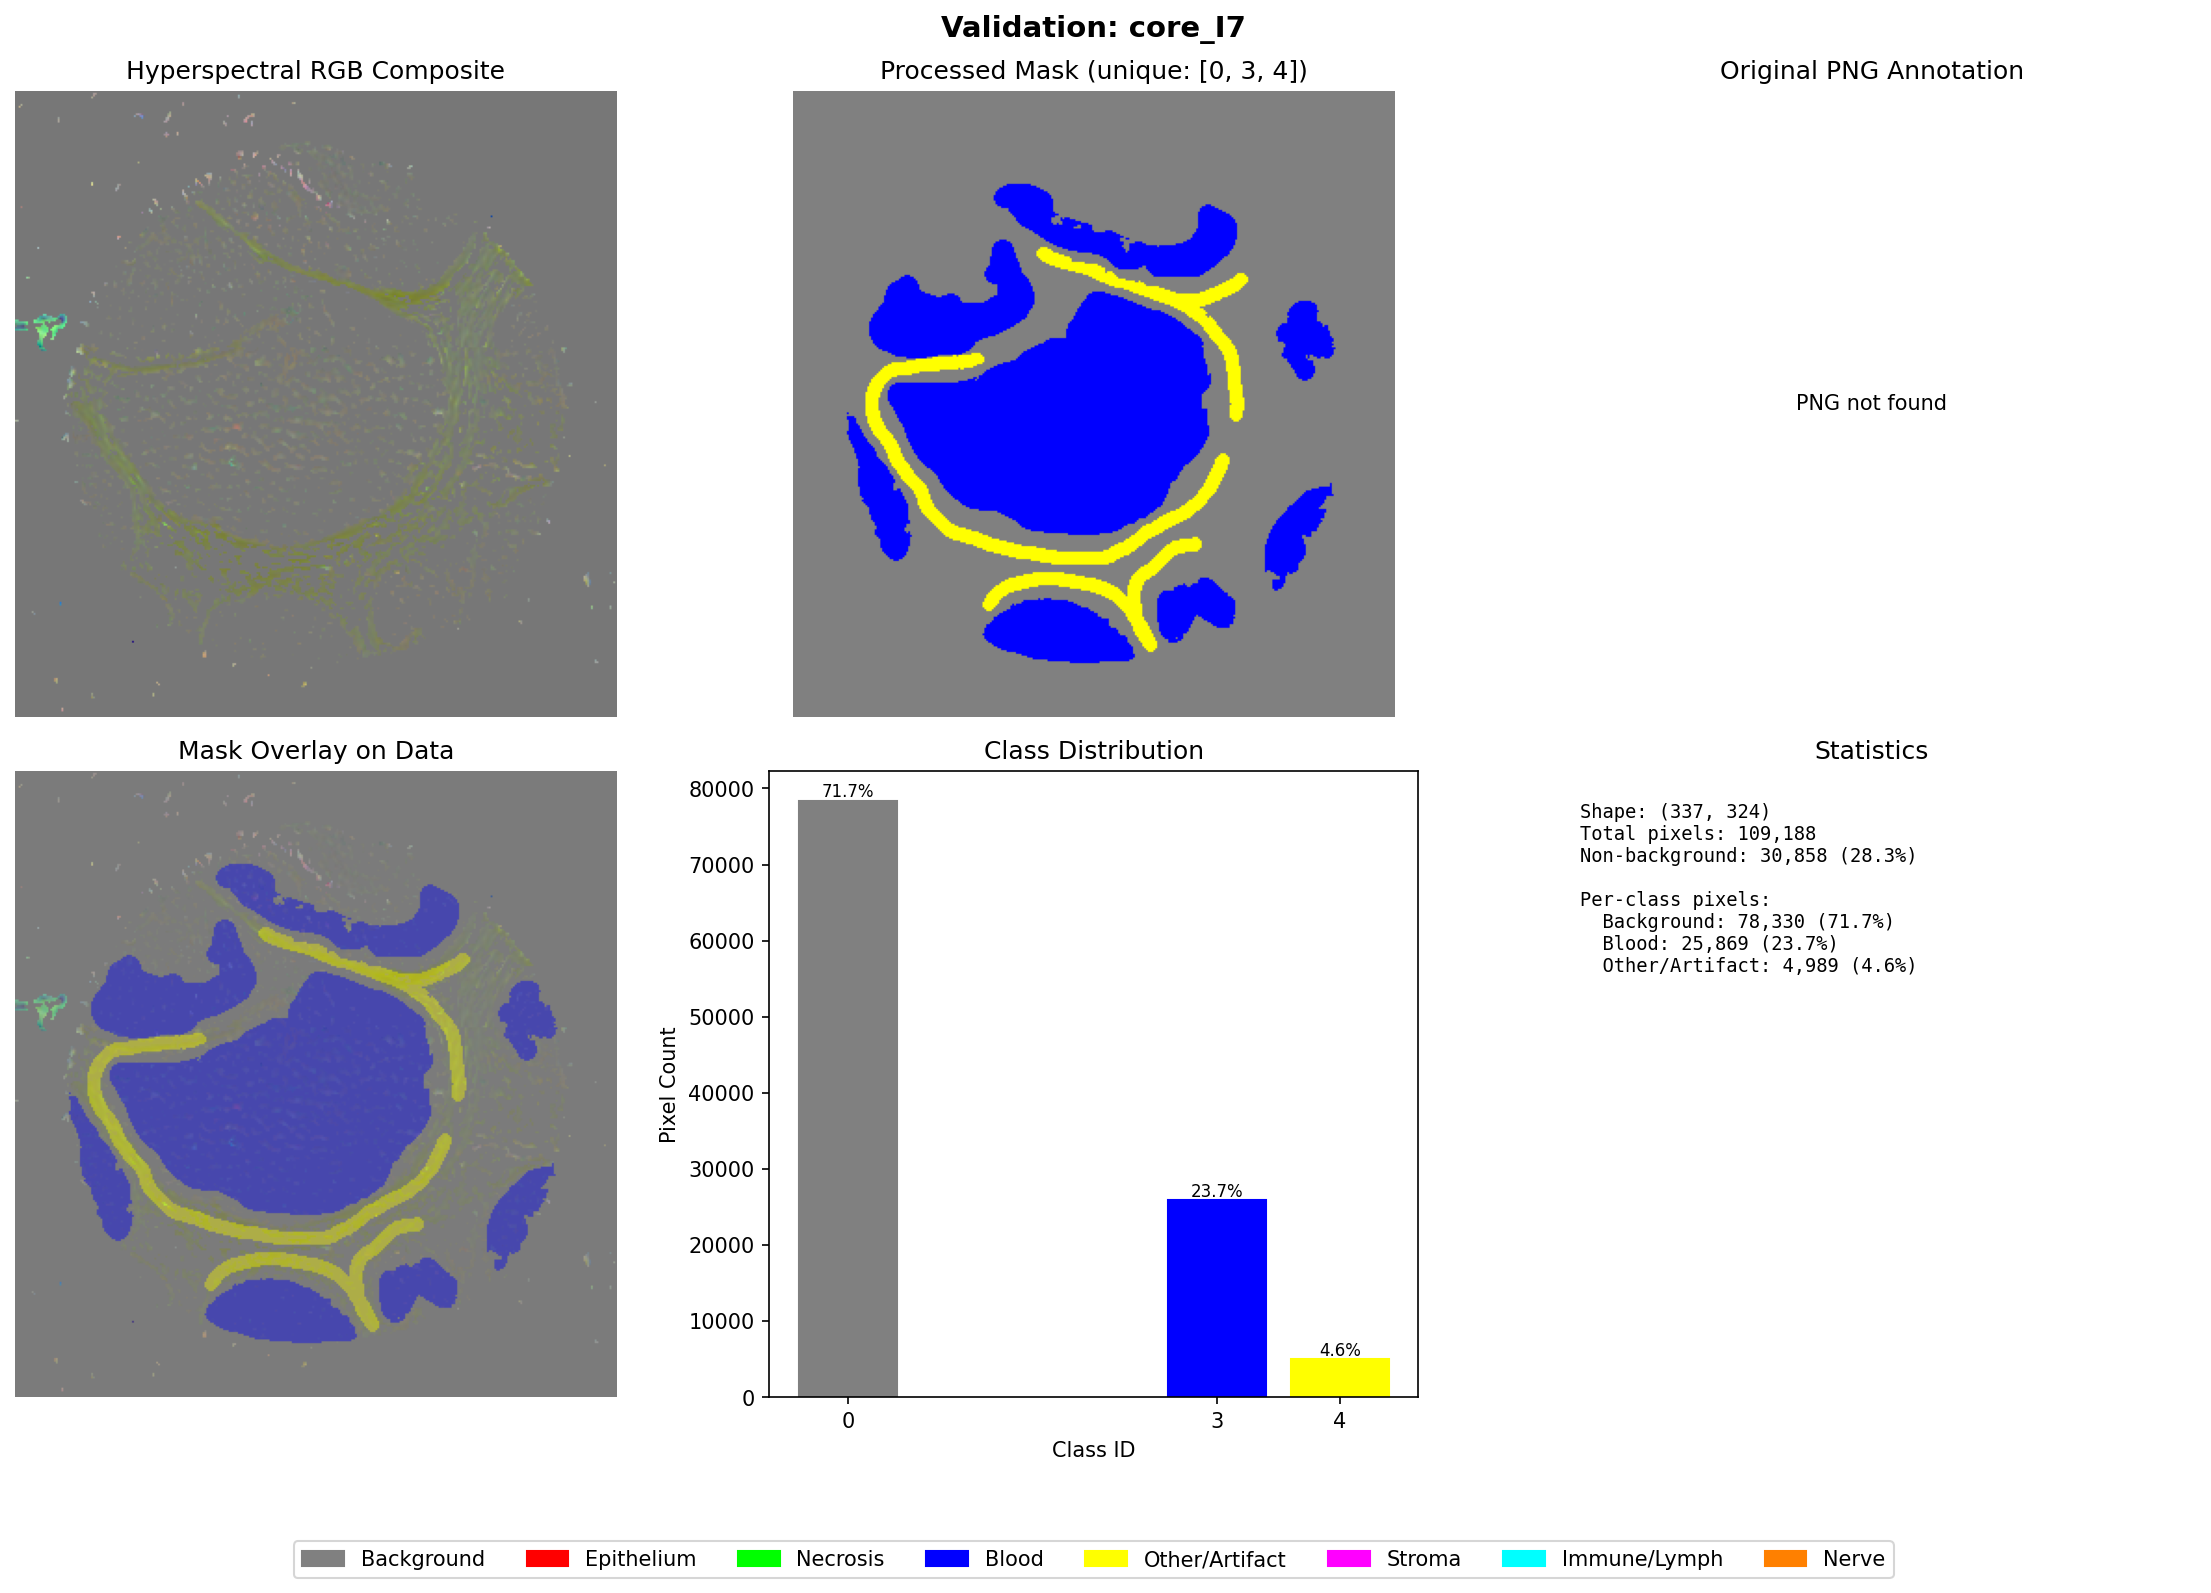 Validation: core_I7
Hyperspectral RGB Composite
Processed Mask (unique: [0, 3, 4])
Original PNG Annotation
PNG not found
Mask Overlay on Data
Class Distribution
80000
70000
60000
50000
40000
30000
20000
10000
0
Pixel Count
71.7%
23.7%
4.6%
0
3
4
Class ID
Statistics
Shape: (337, 324)
Total pixels: 109,188
Non-background: 30,858 (28.3%)
Per-class pixels:
Background: 78,330 (71.7%)
Blood: 25,869 (23.7%)
Other/Artifact: 4,989 (4.6%)
Background
Epithelium
Necrosis
Blood
Other/Artifact
Stroma
Immune/Lymph
Nerve